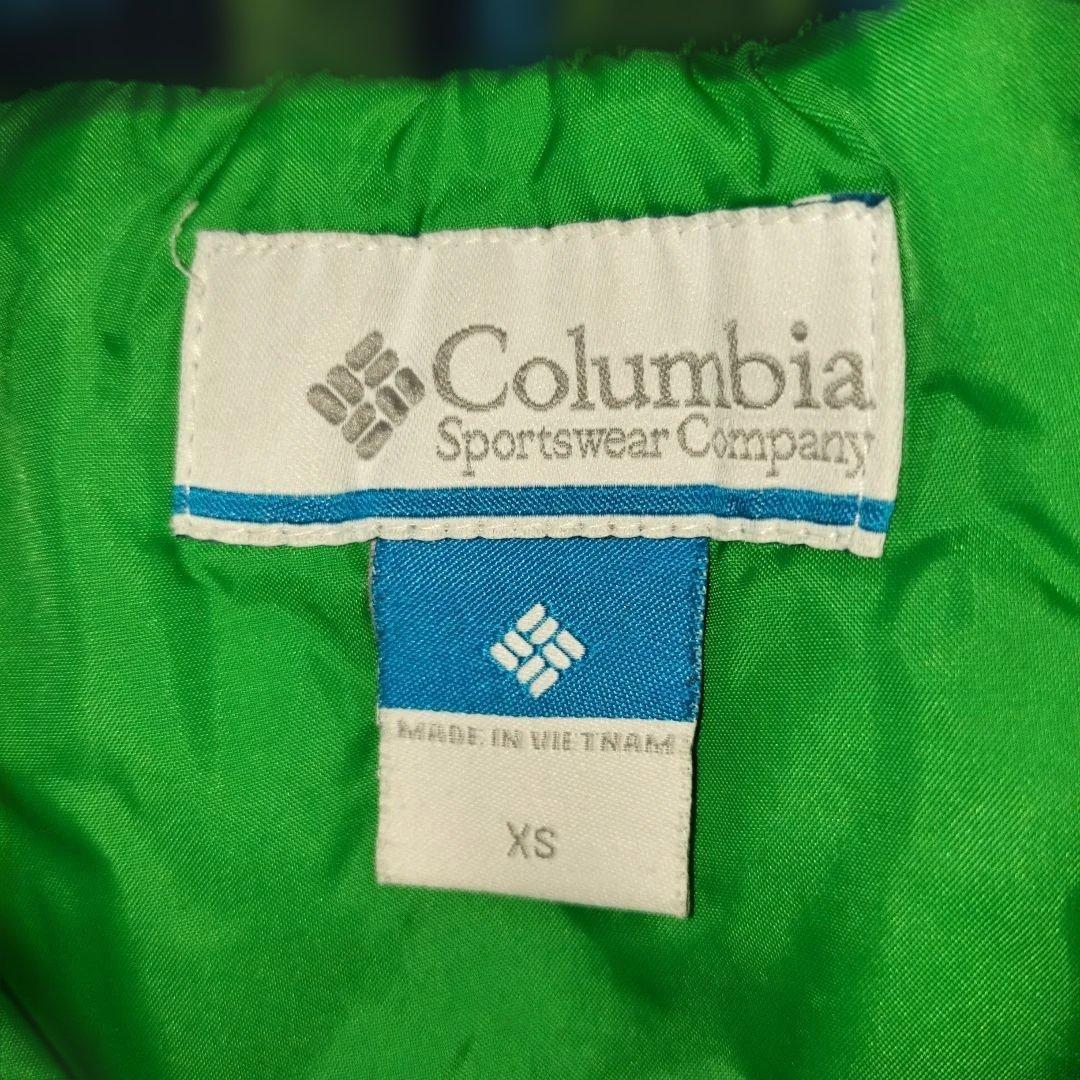 Columbia
Sportswear Company
MADE IN VIETNAM
XS